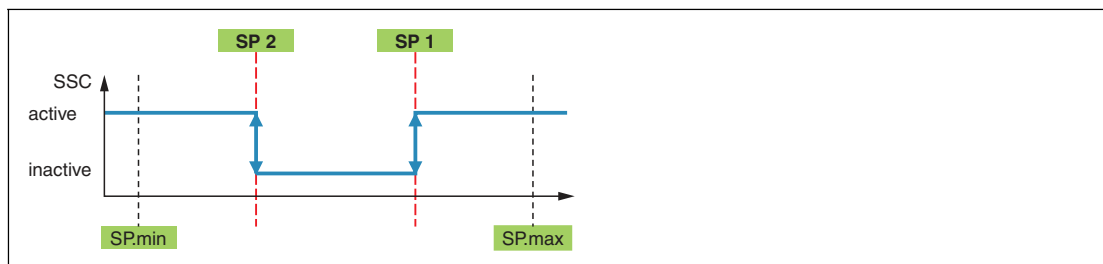 SP 2
SP 1
SSC
active
inactive
SP.min
SP.max